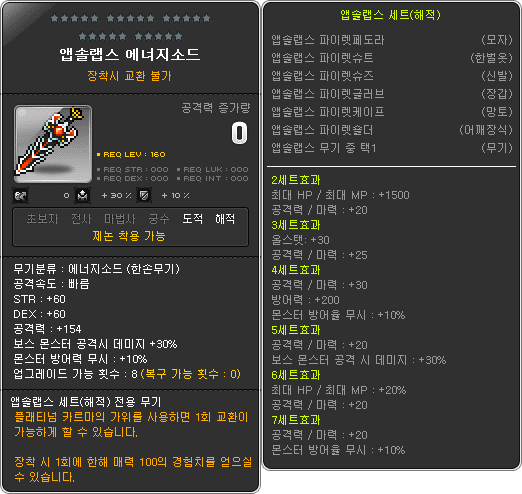 앱솔랩스 에너지소드
장착시 교환 불가
공격력 증가량
0
REQ LEV : 160
REQ STR : 000 REQ LUK : 000
REQ DEX : 000 REQ INT : 000
0 + 30 % + 10 %
초보자 전사 마법사 궁수 도적 해적
제논 착용 가능
무기분류 : 에너지소드 (한손무기)
공격속도 : 빠름
STR : +60
DEX : +60
공격력 : +154
보스 몬스터 공격시 데미지 +30%
몬스터 방어력 무시 : +10%
업그레이드 가능 횟수 : 8 (복구 가능 횟수 : 0)
앱솔랩스 세트(해적) 전용 무기
플래티넘 카르마의 가위를 사용하면 1회 교환이
가능하게 할 수 있습니다.
장착 시 1회에 한해 매력 100의 경험치를 얻으실
수 있습니다.
앱솔랩스 세트(해적)
앱솔랩스 파이렛페도라 (모자)
앱솔랩스 파이렛슈트 (한벌옷)
앱솔랩스 파이렛슈즈 (신발)
앱솔랩스 파이렛글러브 (장갑)
앱솔랩스 파이렛케이프 (망토)
앱솔랩스 파이렛숄더 (어깨장식)
앱솔랩스 무기 중 택1 (무기)
2세트효과
최대 HP / 최대 MP : +1500
공격력 / 마력 : +20
3세트효과
올스탯: +30
공격력 / 마력 : +25
4세트효과
공격력 / 마력 : +30
방어력 : +200
몬스터 방어율 무시 : +10%
5세트효과
공격력 / 마력 : +20
보스 몬스터 공격 시 데미지 : +30%
6세트효과
최대 HP / 최대 MP : +20%
공격력 / 마력 : +20
7세트효과
공격력 / 마력 : +20
몬스터 방어율 무시 : +10%